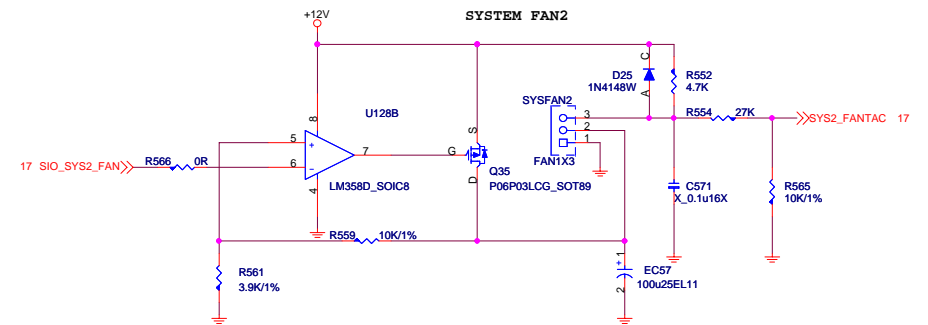 SYSTEM FAN2
+12V
D25
1N4148W
C
A
R552
4.7K
SYSFAN2
3
2
1
FAN1X3
R554
27K
SYS2_FANTAC 17
U128B
8
5
+
6
-
7
4
LM358D_SOIC8
17 SIO_SYS2_FAN
R566
0R
S
G
D
Q35
P06P03LCG_SOT89
C571
X_0.1u16X
R565
10K/1%
R559
10K/1%
R561
3.9K/1%
+
1
2
EC57
100u25EL11